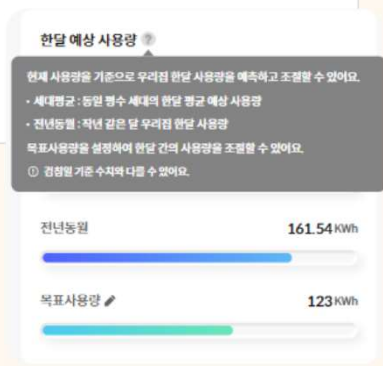 한달 예상 사용량 ?
현재 사용량을 기준으로 우리집 한달 사용량을 예측하고 조절할 수 있어요.
• 세대평균 : 동일 평수 세대의 한달 평균 예상 사용량
• 전년동월 : 작년 같은 달 우리집 한달 사용량
목표사용량을 설정하여 한달 간의 사용량을 조절할 수 있어요.
! 검침일 기준 수치와 다를 수 있어요.
전년동월 161.54 KWh
목표사용량 123 KWh